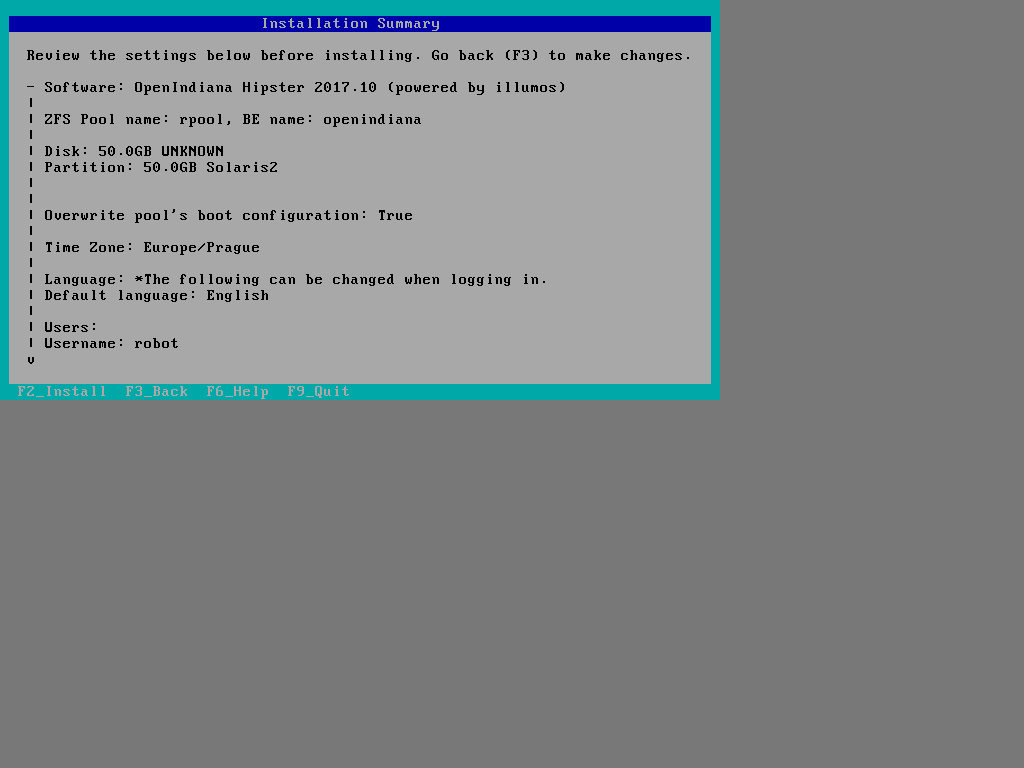 Installation Summary
Review the settings below before installing. Go back (F3) to make changes.
- Software: OpenIndiana Hipster 2017.10 (powered by illumos)
|
| ZFS Pool name: rpool, BE name: openindiana
|
| Disk: 50.0GB UNKNOWN
| Partition: 50.0GB Solaris2
|
|
| Overwrite pool's boot configuration: True
|
| Time Zone: Europe/Prague
|
| Language: *The following can be changed when logging in.
| Default language: English
|
| Users:
| Username: robot
v
F2_Install F3_Back F6_Help F9_Quit